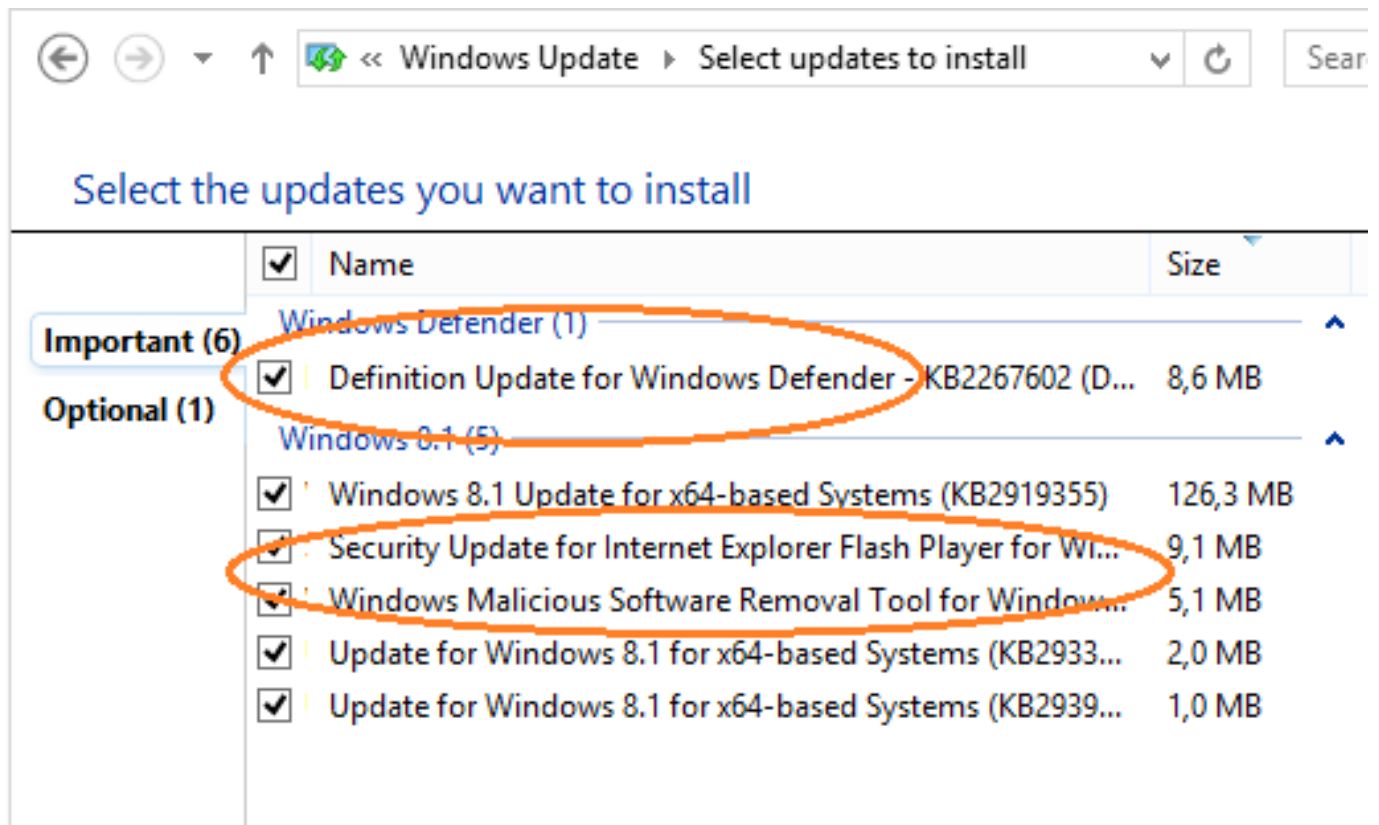 « Windows Update ▸ Select updates to install
Sear
Select the updates you want to install
Name Size
Important (6)
Optional (1)
Windows Defender (1)
Definition Update for Windows Defender - KB2267602 (D... 8,6 MB
Windows 8.1 (5)
Windows 8.1 Update for x64-based Systems (KB2919355) 126,3 MB
Security Update for Internet Explorer Flash Player for Wi... 9,1 MB
Windows Malicious Software Removal Tool for Window... 5,1 MB
Update for Windows 8.1 for x64-based Systems (KB2933... 2,0 MB
Update for Windows 8.1 for x64-based Systems (KB2939... 1,0 MB